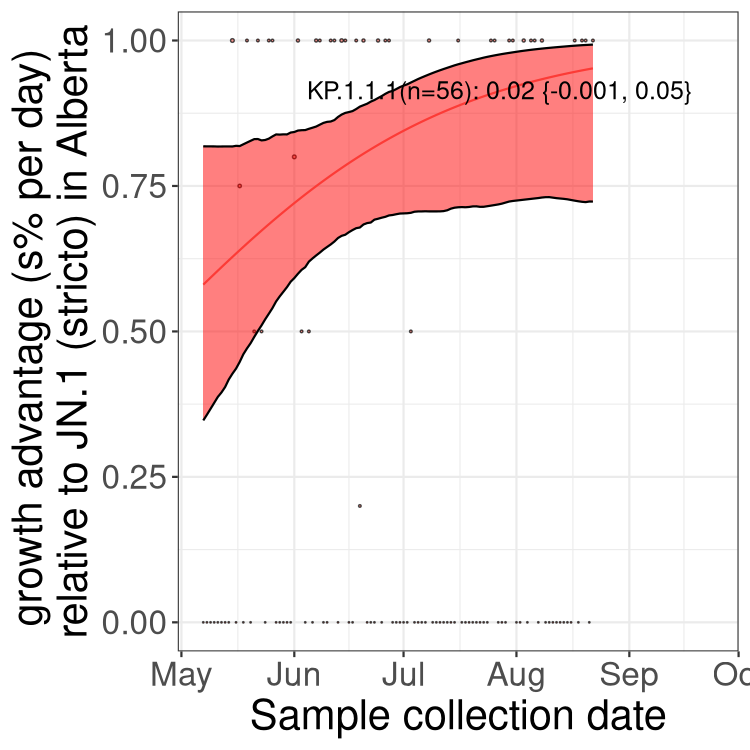 growth advantage (s% per day)
relative to JN.1 (stricto) in Alberta
1.00
0.75
0.50
0.25
0.00
KP.1.1.1(n=56): 0.02 {-0.001, 0.05}
May Jun Jul Aug Sep Oc
Sample collection date